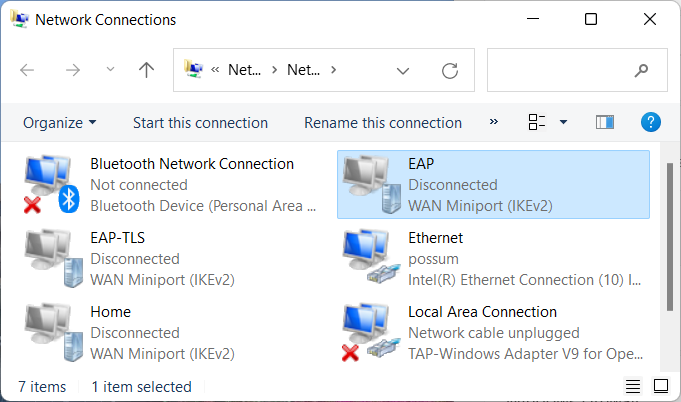 Network Connections
« Net... > Net... >
Organize Start this connection Rename this connection »
Bluetooth Network Connection
Not connected
Bluetooth Device (Personal Area ...
EAP
Disconnected
WAN Miniport (IKEv2)
EAP-TLS
Disconnected
WAN Miniport (IKEv2)
Ethernet
possum
Intel(R) Ethernet Connection (10) I...
Home
Disconnected
WAN Miniport (IKEv2)
Local Area Connection
Network cable unplugged
TAP-Windows Adapter V9 for Ope...
7 items 1 item selected